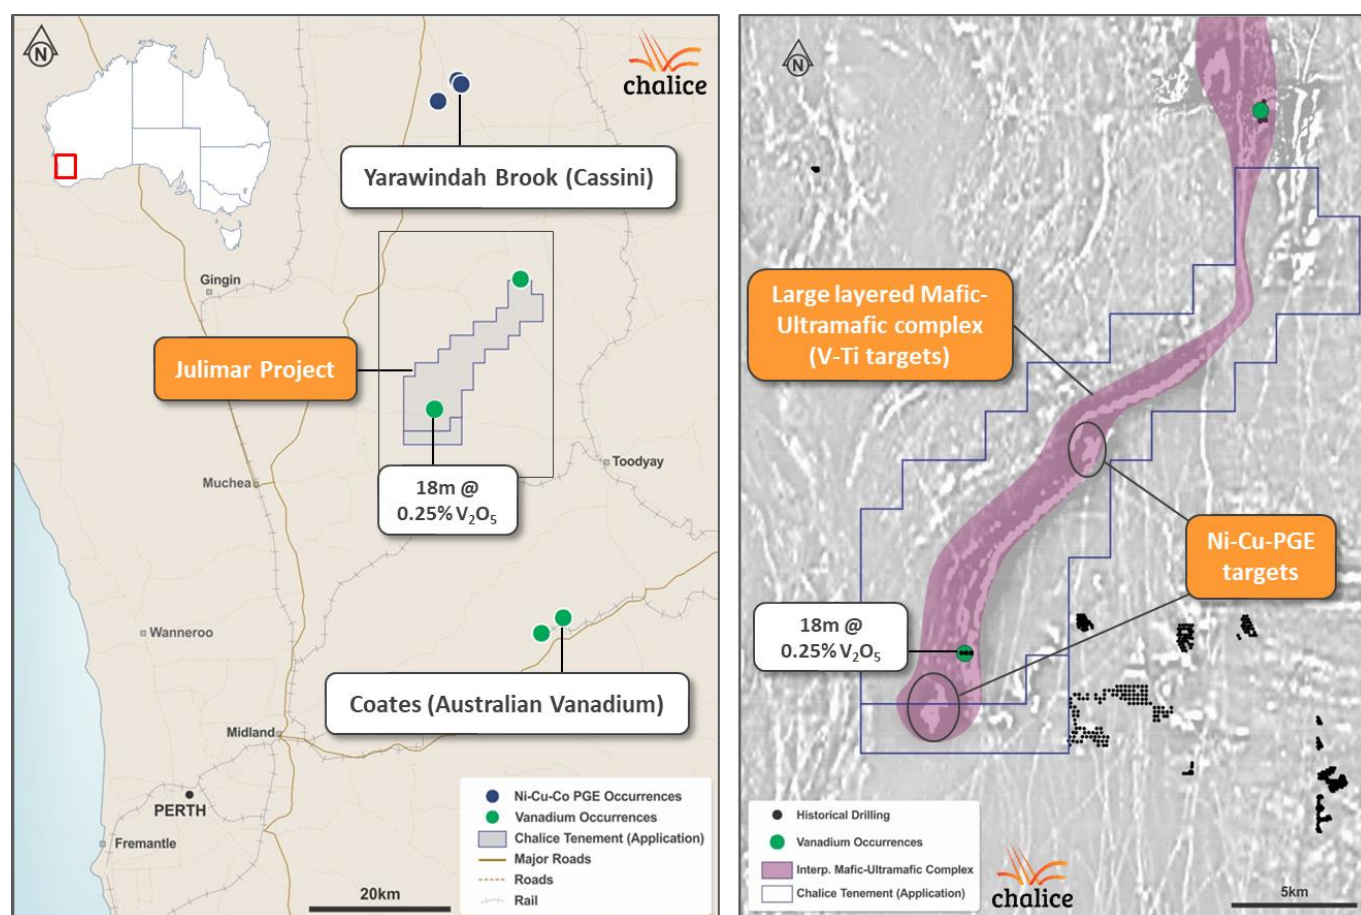 N
chalice
Yarawindah Brook (Cassini)
Gingin
Julimar Project
Toodyay
Muchea
18m @
0.25% V₂O₅
Wanneroo
Coates (Australian Vanadium)
Midland
PERTH
Fremantle
Ni-Cu-Co PGE Occurrences
Vanadium Occurrences
Chalice Tenement (Application)
Major Roads
Roads
Rail
20km
N
Large layered Mafic-
Ultramafic complex
(V-Ti targets)
Ni-Cu-PGE
targets
18m @
0.25% V₂O₅
Historical Drilling
Vanadium Occurrences
Interp. Mafic-Ultramafic Complex
Chalice Tenement (Application)
chalice
5km